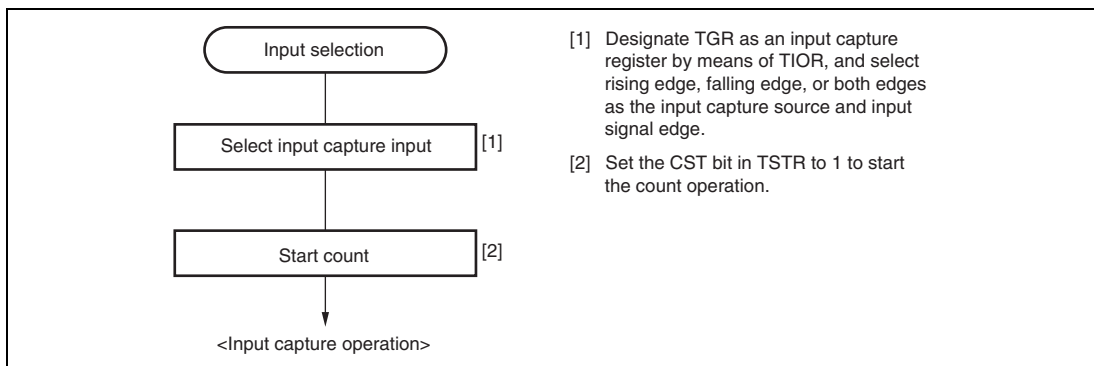 Input selection
Select input capture input
[1]
Start count
[2]
<Input capture operation>
[1] Designate TGR as an input capture
register by means of TIOR, and select
rising edge, falling edge, or both edges
as the input capture source and input
signal edge.
[2] Set the CST bit in TSTR to 1 to start
the count operation.